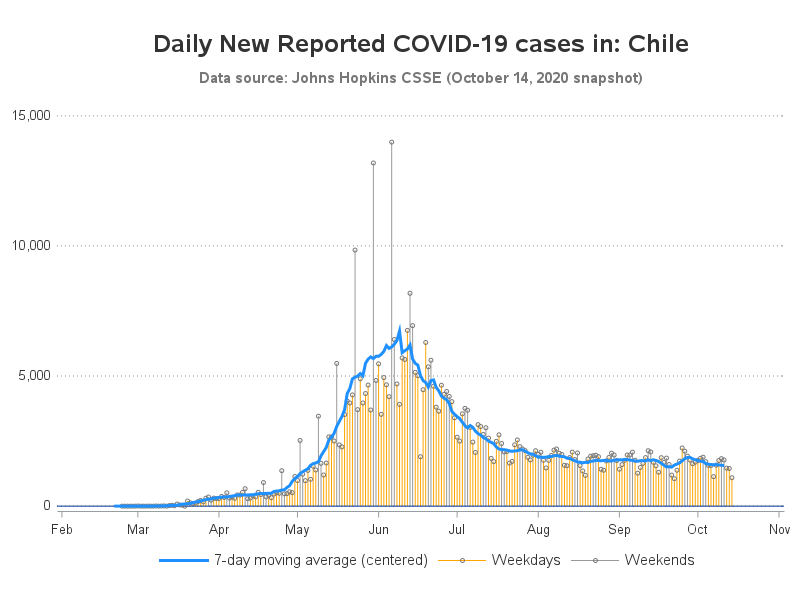 Daily New Reported COVID-19 cases in: Chile
Data source: Johns Hopkins CSSE (October 14, 2020 snapshot)
15,000
10,000
5,000
0
Feb Mar Apr May Jun Jul Aug Sep Oct Nov
7-day moving average (centered) Weekdays Weekends